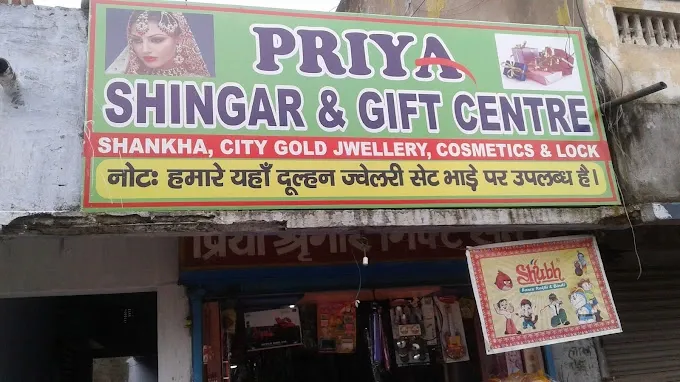 PRIYA
SHINGAR & GIFT CENTRE
SHANKHA, CITY GOLD JWELLERY, COSMETICS & LOCK
नोटः हमारे यहाँ दूल्हन ज्वेलरी सेट भाड़े पर उपलब्ध है।
प्रिया श्रृंगार गिफ्ट
Shubh